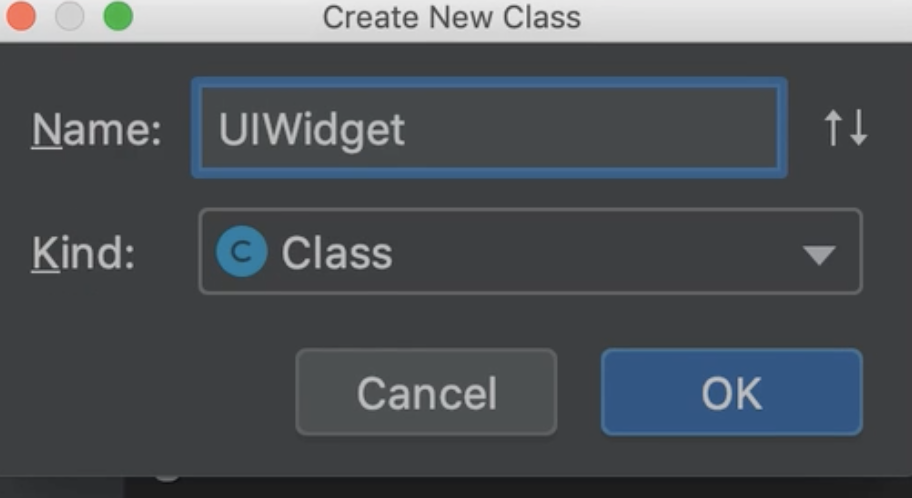 Create New Class
Name: UIWidget
Kind: C Class
Cancel OK